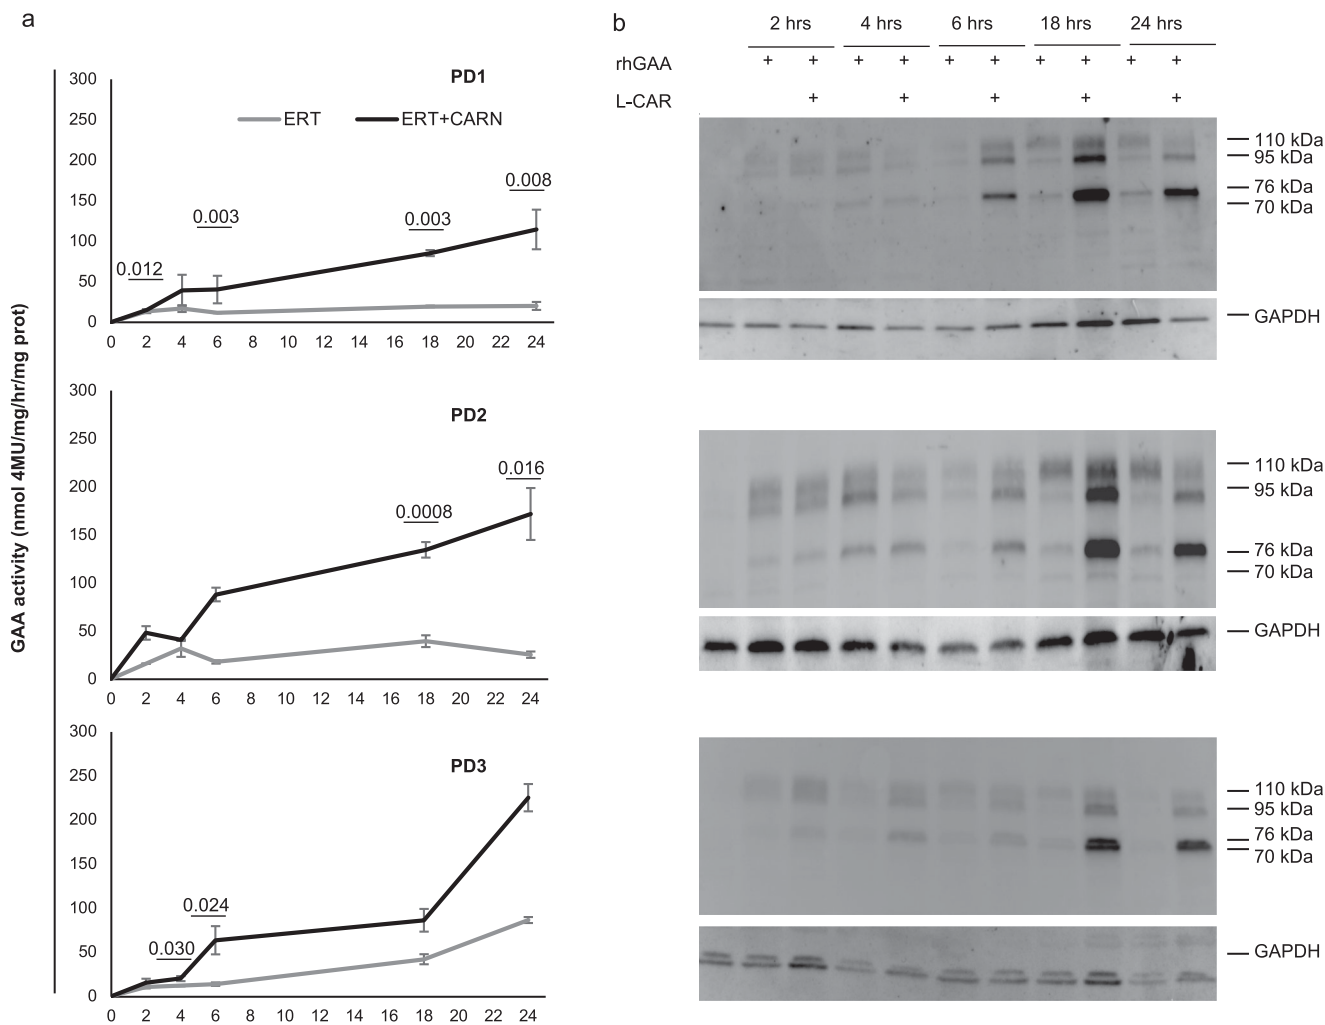 a
GAA activity (nmol 4MU/mg/hr/mg prot)
PD1
ERT
ERT+CARN
300
250
200
150
100
50
0
0.012
0.003
0.003
0.008
0 2 4 6 8 10 12 14 16 18 20 22 24
PD2
300
250
200
150
100
50
0
0.0008
0.016
0 2 4 6 8 10 12 14 16 18 20 22 24
PD3
300
250
200
150
100
50
0
0.030
0.024
0 2 4 6 8 10 12 14 16 18 20 22 24
b
2 hrs 4 hrs 6 hrs 18 hrs 24 hrs
rhGAA + + + + + + + + + +
L-CAR + + + + +
110 kDa
95 kDa
76 kDa
70 kDa
GAPDH
110 kDa
95 kDa
76 kDa
70 kDa
GAPDH
110 kDa
95 kDa
76 kDa
70 kDa
GAPDH